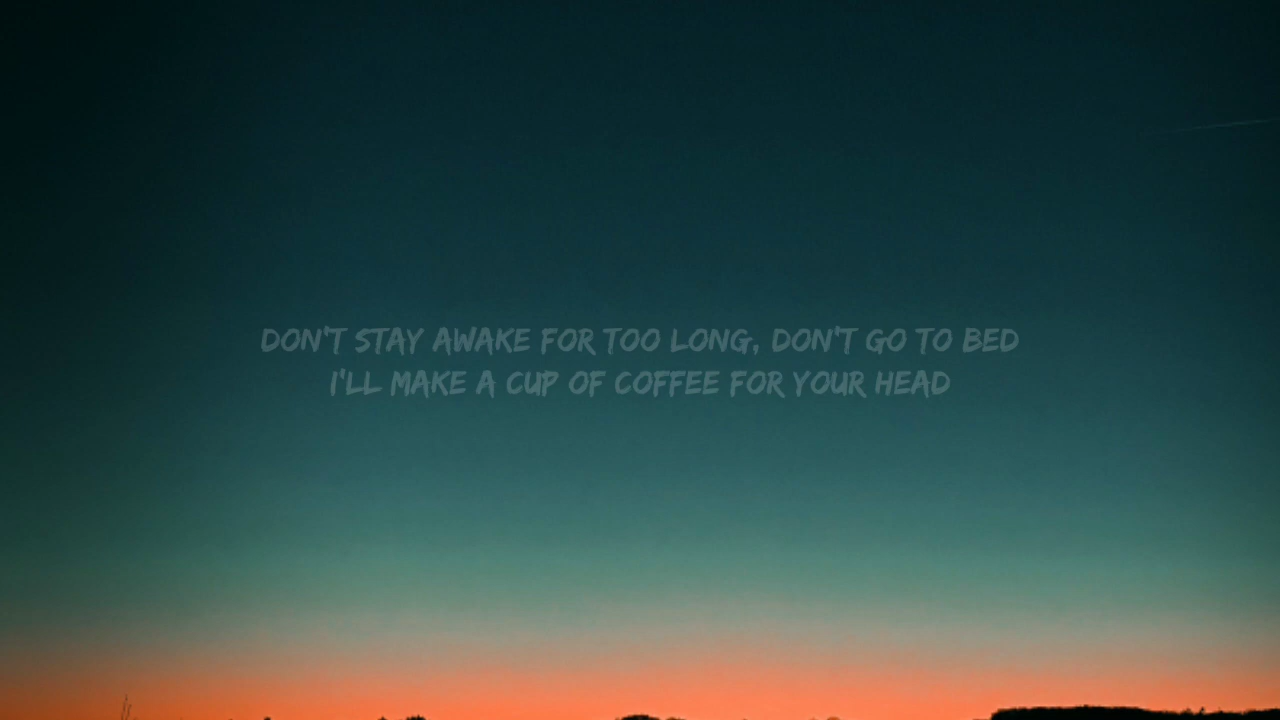 DON'T STAY AWAKE FOR TOO LONG, DON'T GO TO BED
I'LL MAKE A CUP OF COFFEE FOR YOUR HEAD